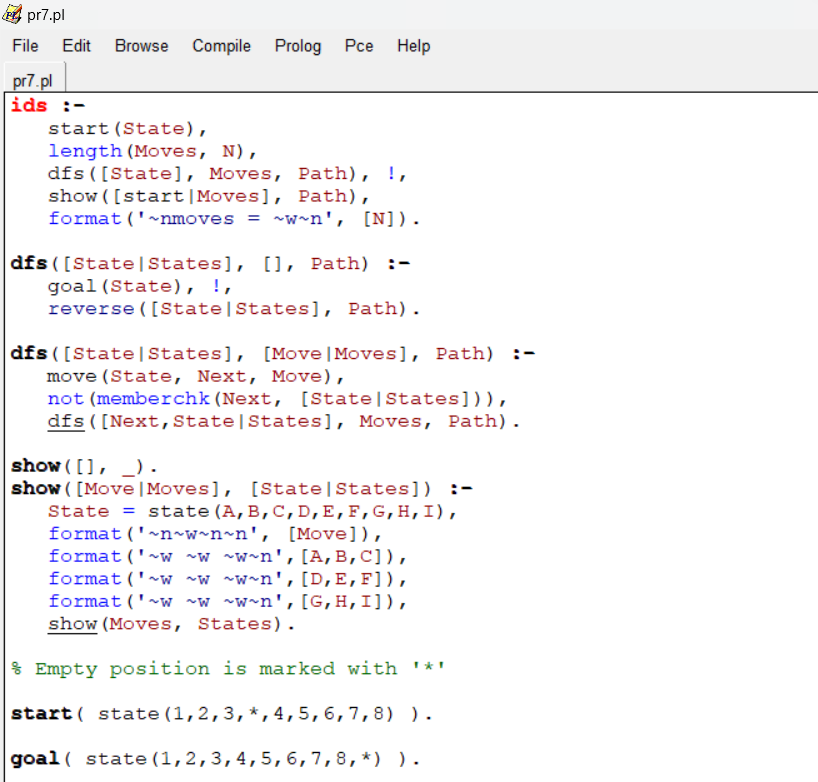 pr7.pl
File Edit Browse Compile Prolog Pce Help
pr7.pl
ids :-
   start(State),
   length(Moves, N),
   dfs([State], Moves, Path), !,
   show([start|Moves], Path),
   format('~nmoves = ~w~n', [N]).

dfs([State|States], [], Path) :-
   goal(State), !,
   reverse([State|States], Path).

dfs([State|States], [Move|Moves], Path) :-
   move(State, Next, Move),
   not(memberchk(Next, [State|States])),
   dfs([Next,State|States], Moves, Path).

show([], _).
show([Move|Moves], [State|States]) :-
   State = state(A,B,C,D,E,F,G,H,I),
   format('~n~w~n~n', [Move]),
   format('~w ~w ~w~n',[A,B,C]),
   format('~w ~w ~w~n',[D,E,F]),
   format('~w ~w ~w~n',[G,H,I]),
   show(Moves, States).

% Empty position is marked with '*'

start( state(1,2,3,*,4,5,6,7,8) ).

goal( state(1,2,3,4,5,6,7,8,*) ).